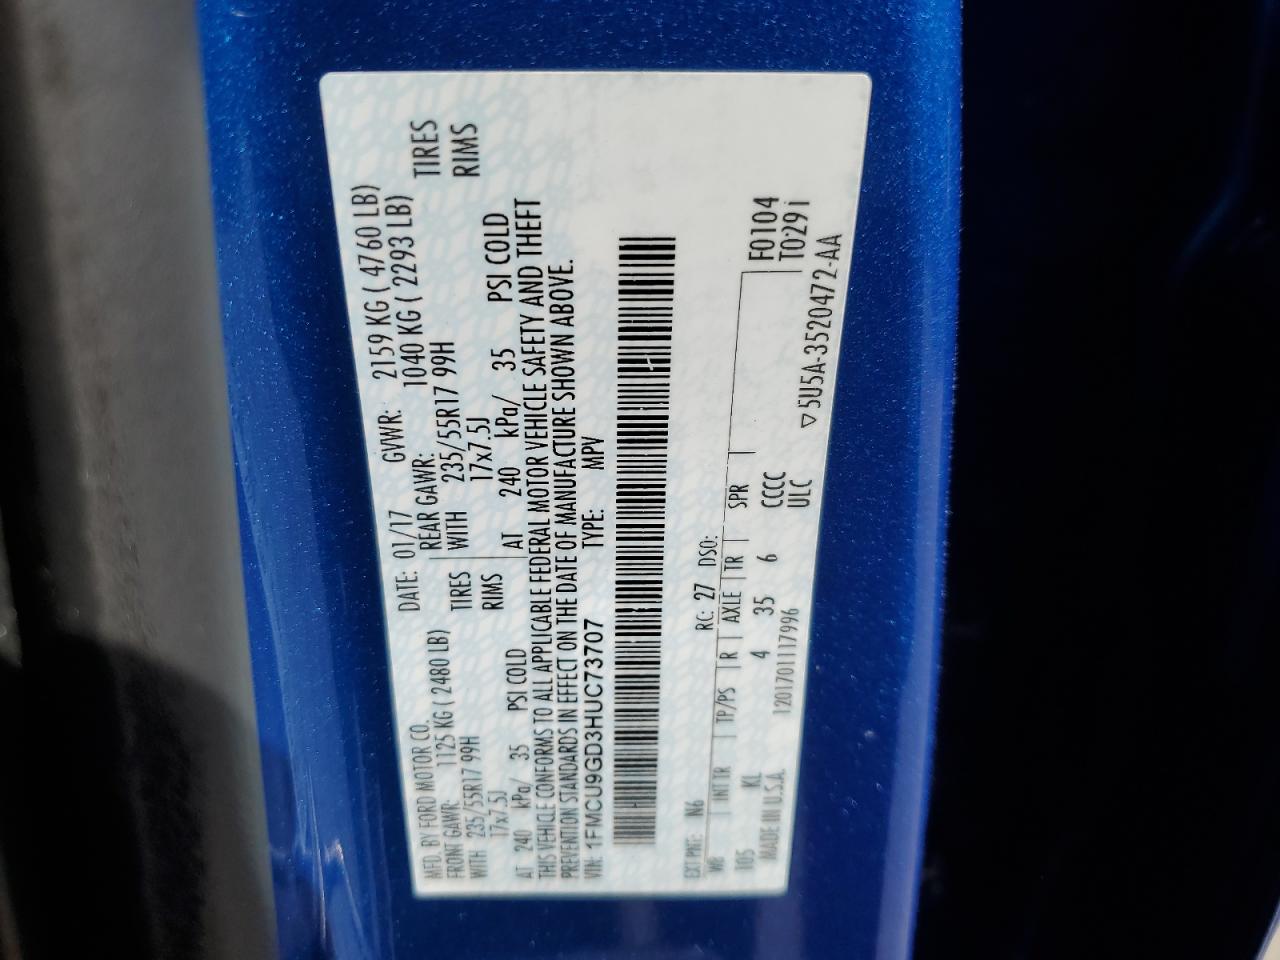 MFD. BY FORD MOTOR CO. DATE: 01/17 GVWR: 2159 KG ( 4760 LB)
FRONT GAWR: 1125 KG ( 2480 LB) REAR GAWR: 1040 KG ( 2293 LB)
WITH 235/55R17 99H TIRES WITH 235/55R17 99H TIRES
17x7.5J RIMS 17x7.5J RIMS
AT 240 kPa/ 35 PSI COLD AT 240 kPa/ 35 PSI COLD
THIS VEHICLE CONFORMS TO ALL APPLICABLE FEDERAL MOTOR VEHICLE SAFETY AND THEFT
PREVENTION STANDARDS IN EFFECT ON THE DATE OF MANUFACTURE SHOWN ABOVE.
VIN: 1FMCU9GD3HUC73707 TYPE: MPV
EXT PNT: N6 RC: 27 DSO: F0104
WB INT TR TP/PS R AXLE TR SPR T0291
105 KL 4 35 6 CCCC
MADE IN U.S.A. 1201701117996 ULC
▽5U5A-3520472-AA